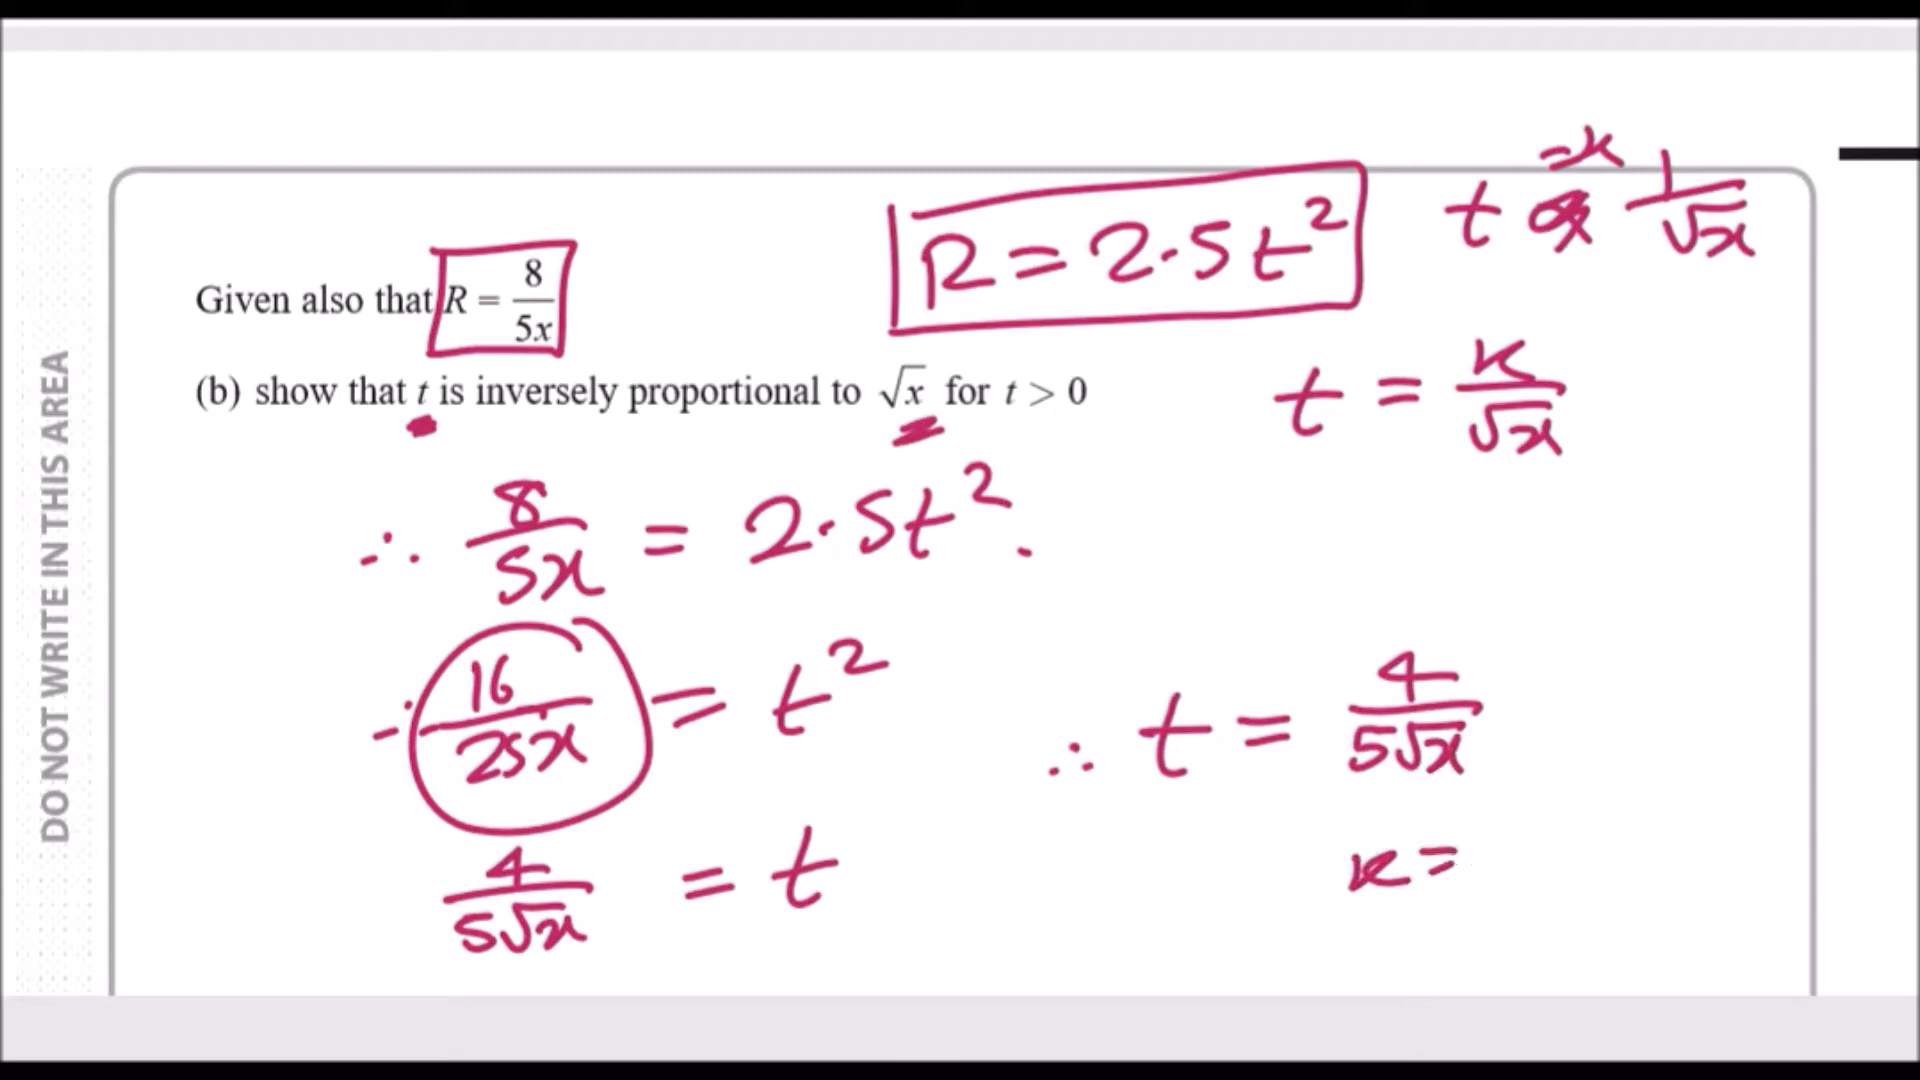 DO NOT WRITE IN THIS AREA
Given also that R = 8/5x
R = 2.5t²
t = k 1/√x
(b) show that t is inversely proportional to √x for t > 0
t = k/√x
∴ 8/5x = 2.5t².
∴ 16/25x = t²
4/5√x = t
∴ t = 4/5√x
k =